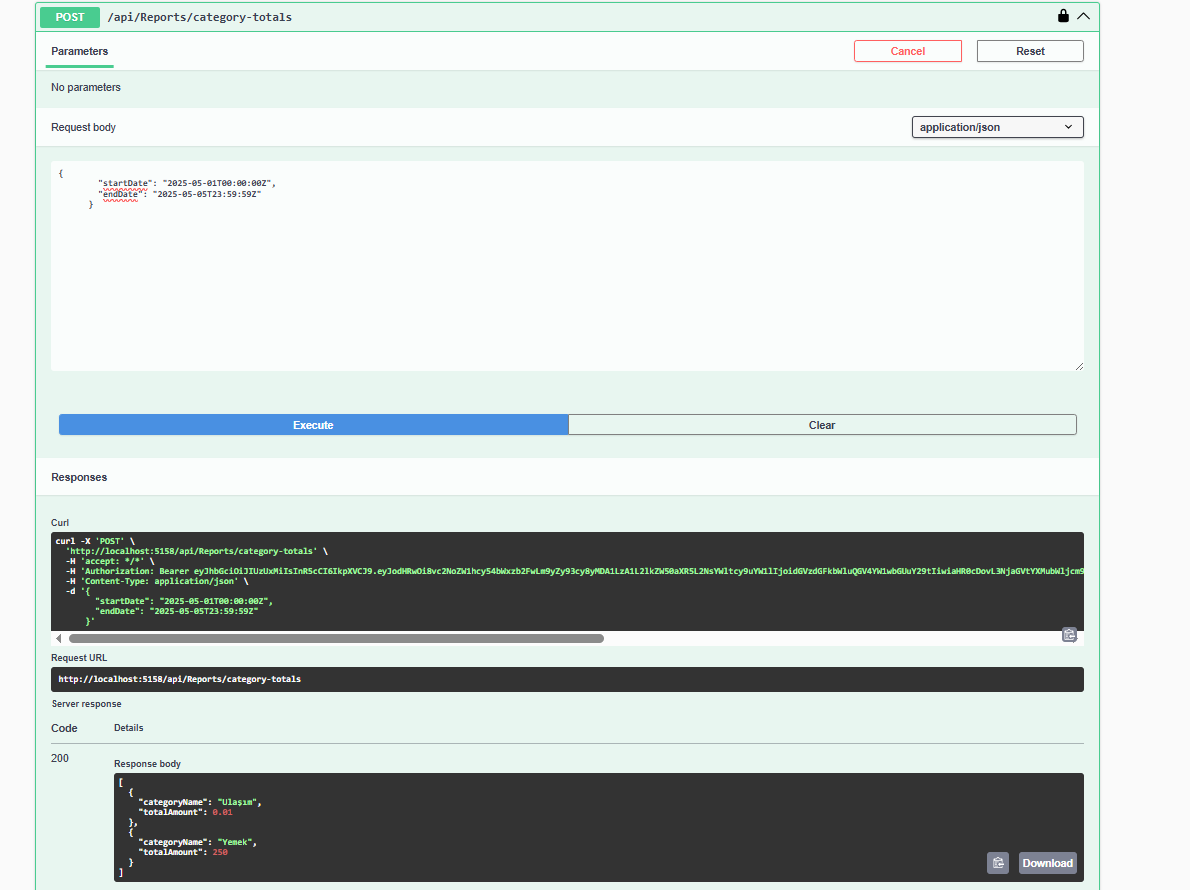 POST /api/Reports/category-totals
Parameters
Cancel
Reset
No parameters
Request body
application/json
{
"startDate": "2025-05-01T00:00:00Z",
"endDate": "2025-05-05T23:59:59Z"
}
Execute
Clear
Responses
Curl
curl -X 'POST' \
'http://localhost:5158/api/Reports/category-totals' \
-H 'accept: */*' \
-H 'Authorization: Bearer
-H 'Content-Type: application/json' \
-d '{
"startDate": "2025-05-01T00:00:00Z",
"endDate": "2025-05-05T23:59:59Z"
}'
Request URL
http://localhost:5158/api/Reports/category-totals
Server response
Code
Details
200
Response body
[
{
"categoryName": "Ulaşım",
"totalAmount": 0.01
},
{
"categoryName": "Yemek",
"totalAmount": 250
}
]
Download